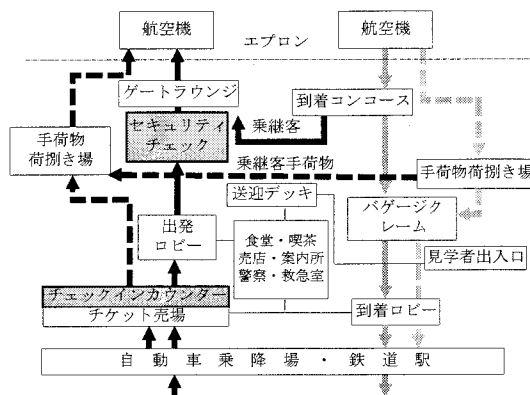 航空機
エプロン
航空機
ゲートラウンジ
到着コンコース
セキュリティ
チェック
乗継客
手荷物
荷捌き場
乗継客手荷物
手荷物荷捌き場
送迎デッキ
出発
ロビー
食堂・喫茶
売店・案内所
警察・救急室
バゲージク
レーム
見学者出入口
チェックインカウンター
チケット売場
到着ロビー
自動車乗降場・鉄道駅